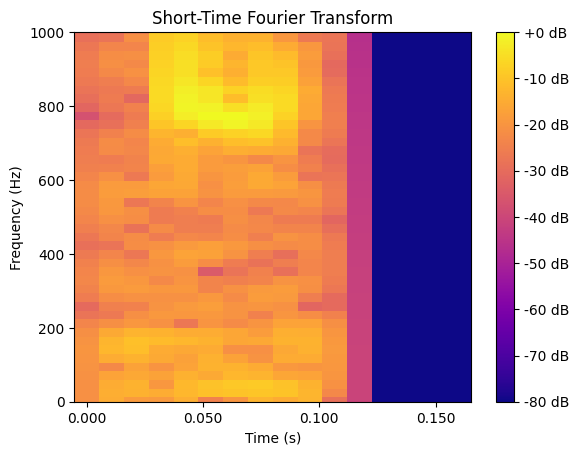 Short-Time Fourier Transform
1000
800
600
400
200
0
Frequency (Hz)
0.000
0.050
0.100
0.150
Time (s)
+0 dB
-10 dB
-20 dB
-30 dB
-40 dB
-50 dB
-60 dB
-70 dB
-80 dB